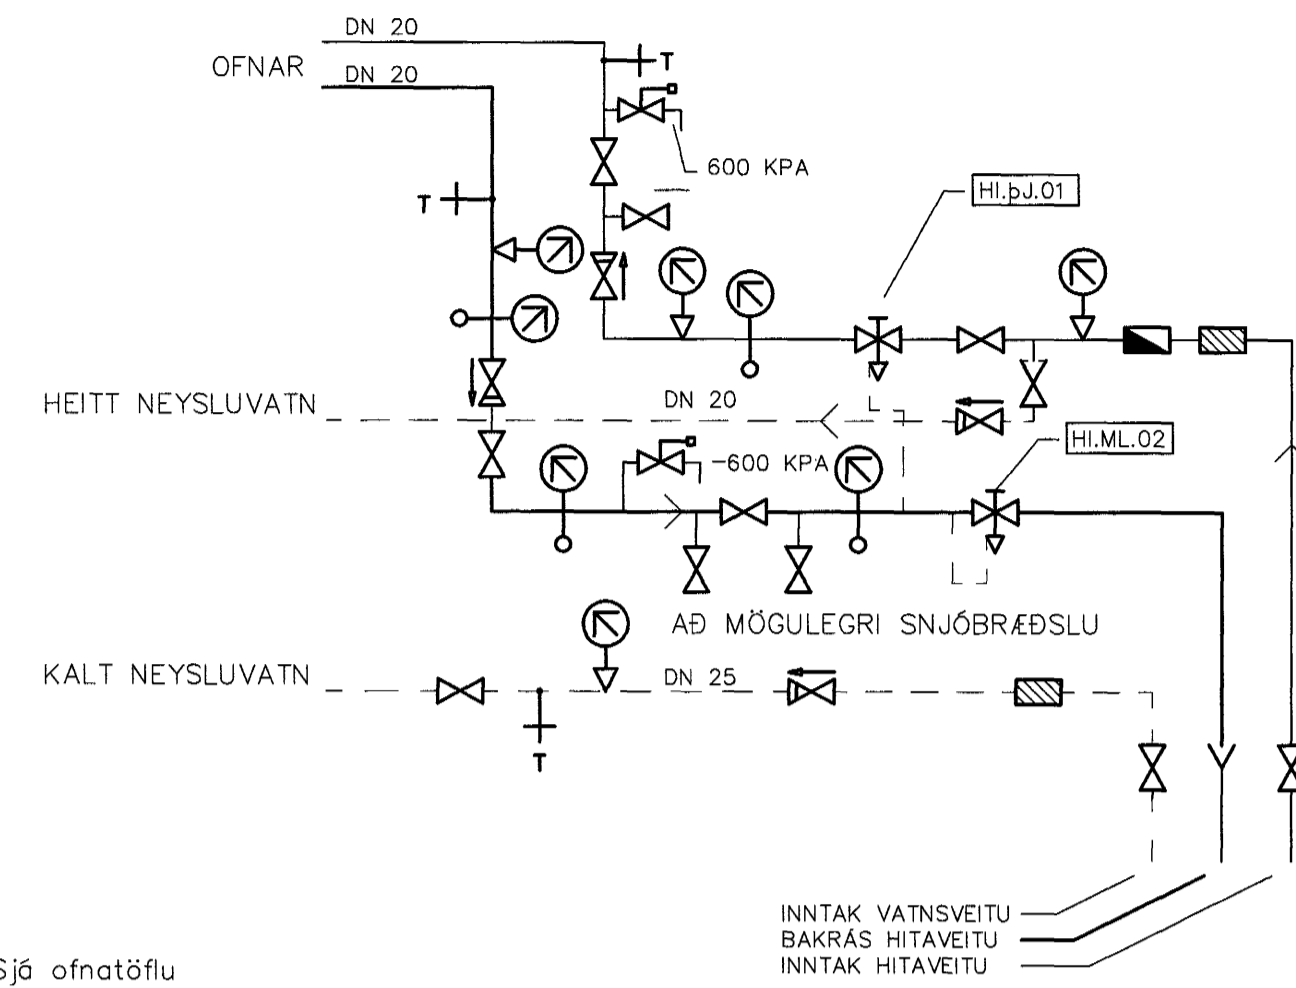 DN 20
OFNAR
DN 20
T
600 KPA
T
HI.þJ.01
HEITT NEYSLUVATN
DN 20
HI.ML.02
-600 KPA
AÐ MÖGULEGRI SNJÓBRÆÐSLU
KALT NEYSLUVATN
DN 25
T
INNTAK VATNSVEITU
BAKRÁS HITAVEITU
INNTAK HITAVEITU
Sjá ofnatöflu